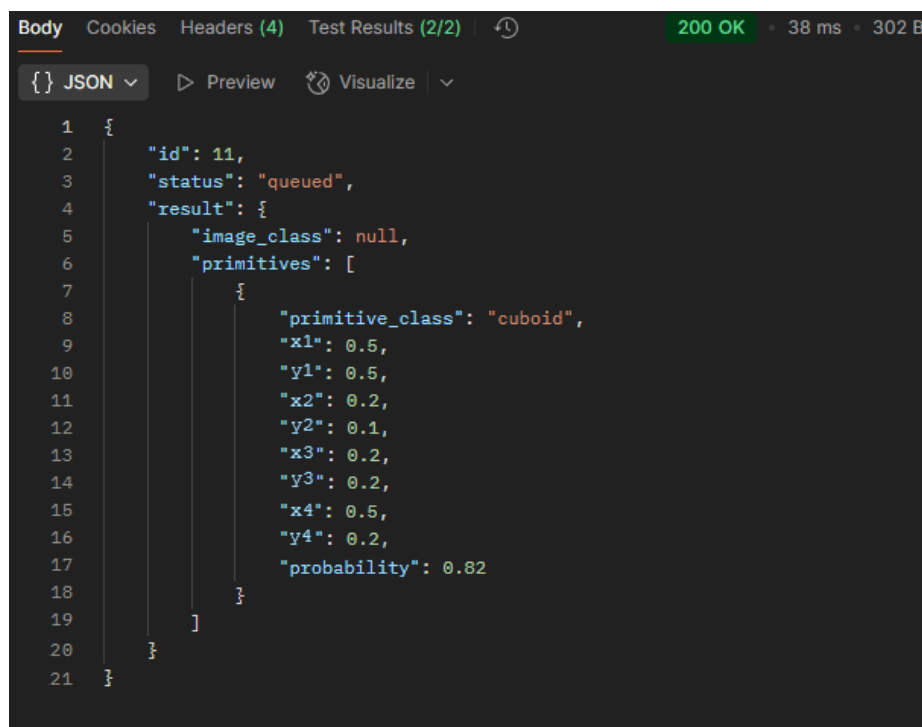 Body Cookies Headers (4) Test Results (2/2) 200 OK • 38 ms • 302 B
{} JSON Preview Visualize
1 {
2 "id": 11,
3 "status": "queued",
4 "result": {
5 "image_class": null,
6 "primitives": [
7 {
8 "primitive_class": "cuboid",
9 "x1": 0.5,
10 "y1": 0.5,
11 "x2": 0.2,
12 "y2": 0.1,
13 "x3": 0.2,
14 "y3": 0.2,
15 "x4": 0.5,
16 "y4": 0.2,
17 "probability": 0.82
18 }
19 ]
20 }
21 }